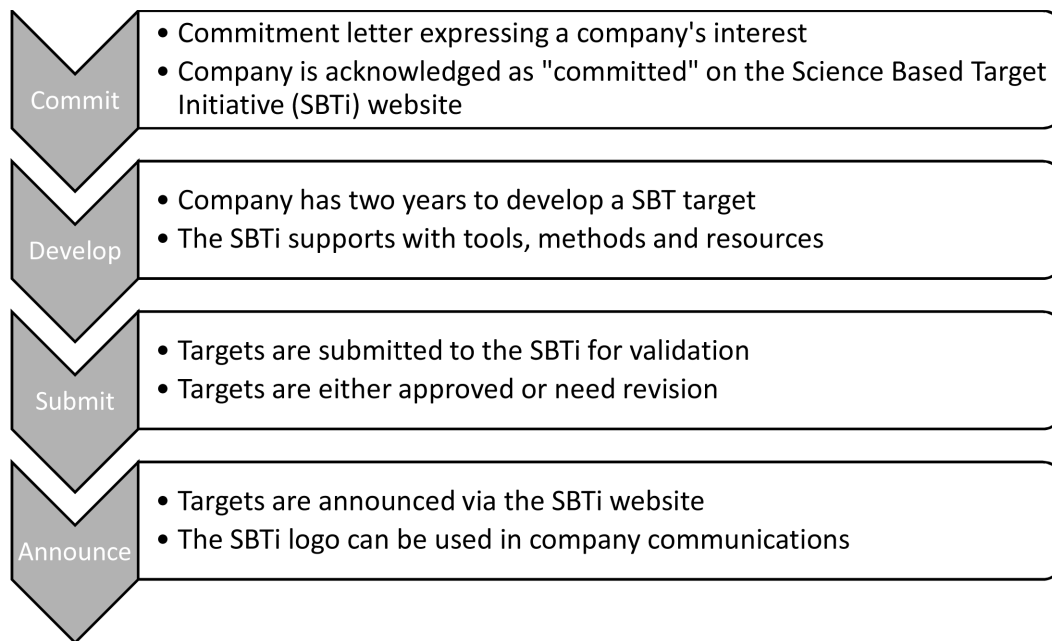 Commit
• Commitment letter expressing a company's interest
• Company is acknowledged as "committed" on the Science Based Target
Initiative (SBTi) website
Develop
• Company has two years to develop a SBT target
• The SBTi supports with tools, methods and resources
Submit
• Targets are submitted to the SBTi for validation
• Targets are either approved or need revision
Announce
• Targets are announced via the SBTi website
• The SBTi logo can be used in company communications